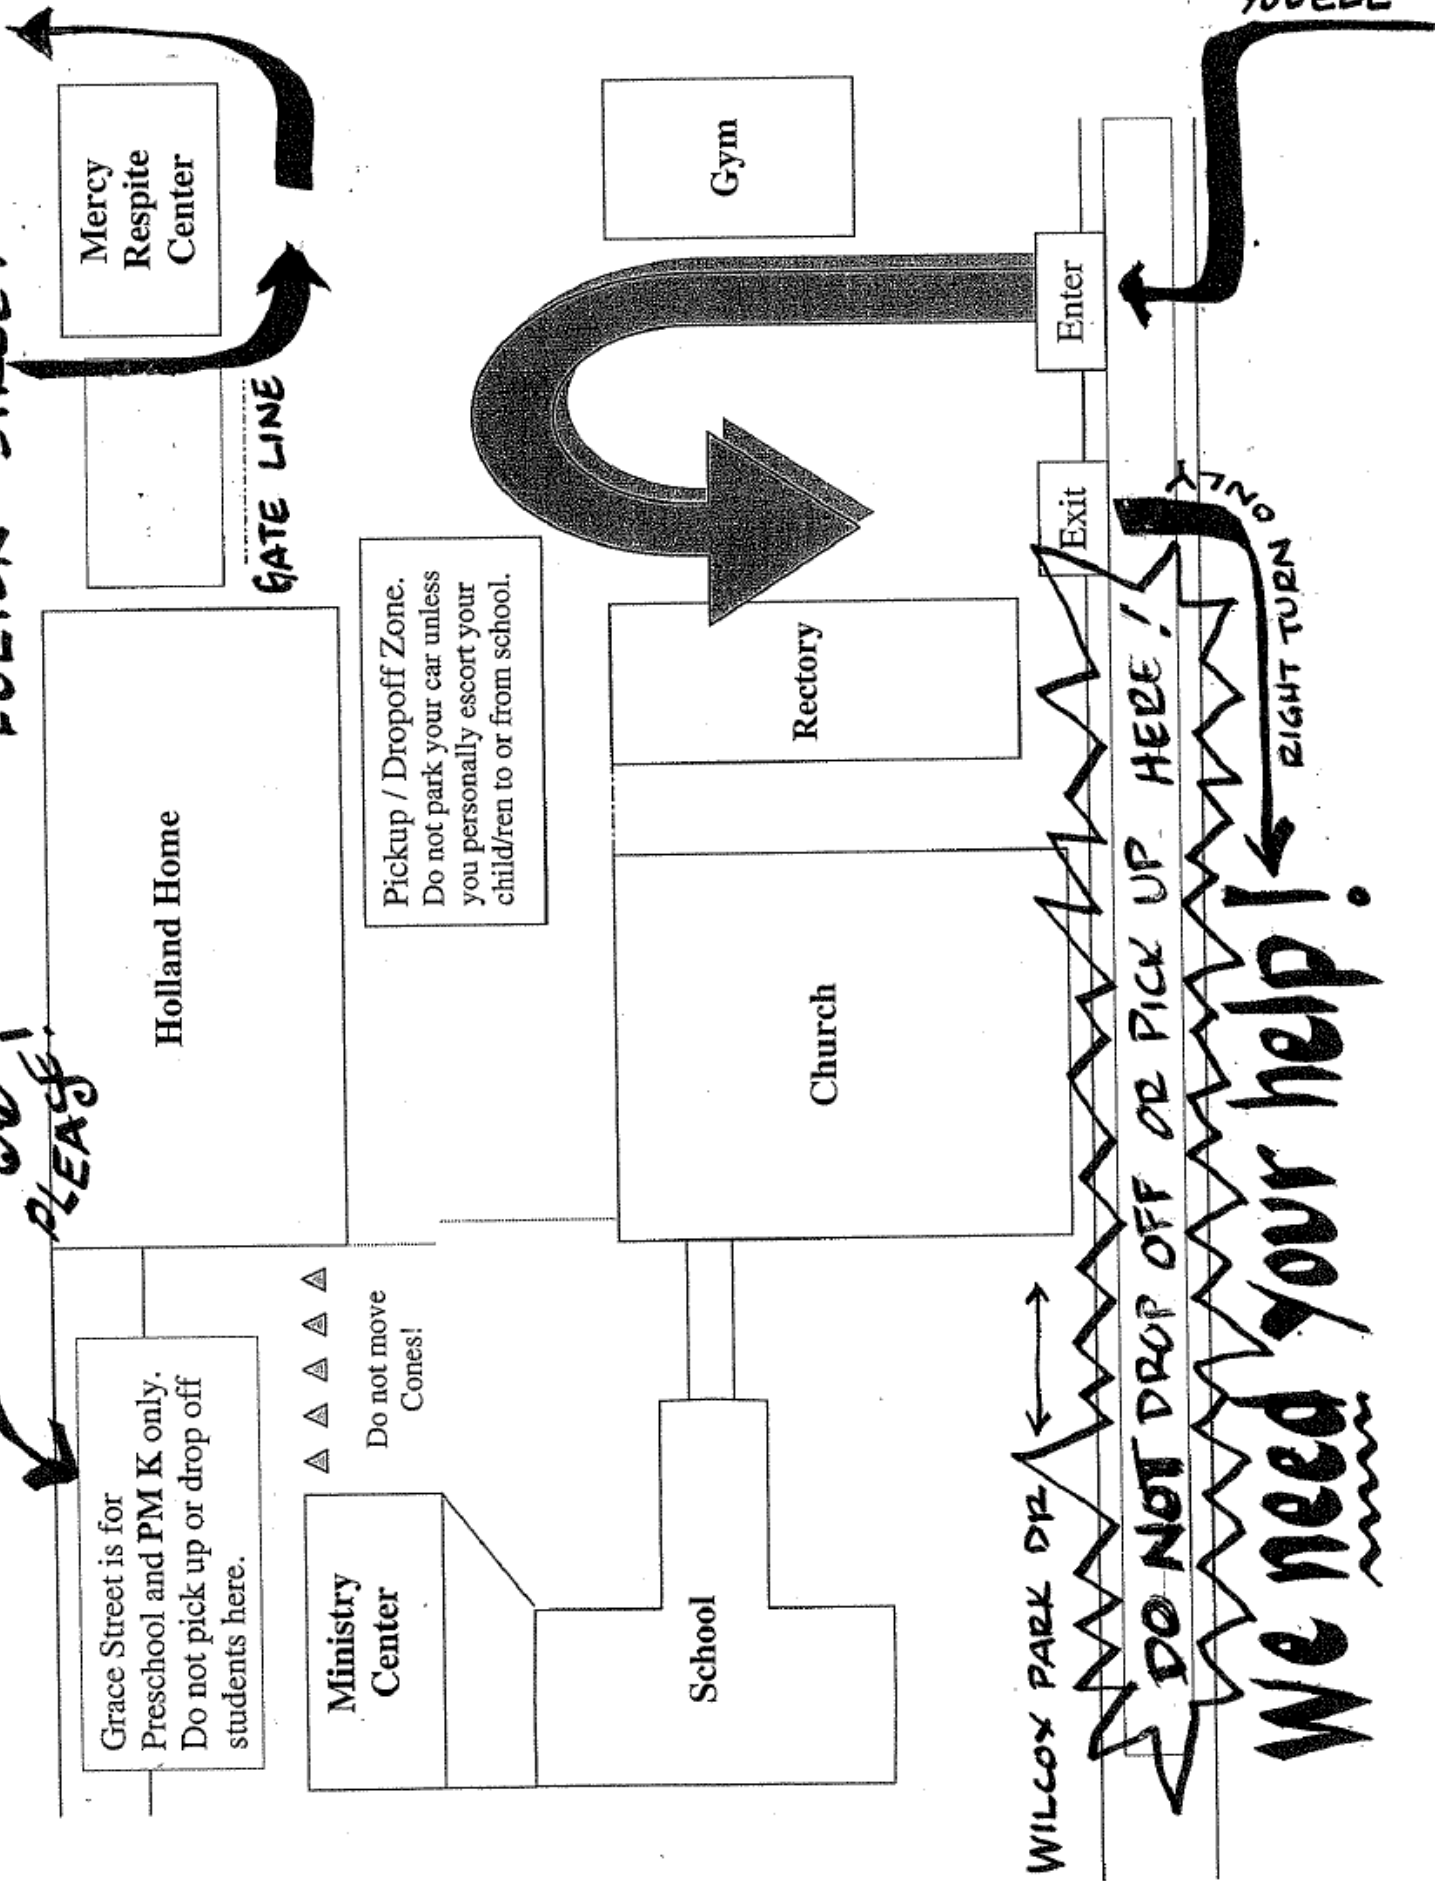 PLEASE!
Grace Street is for
Preschool and PM K only.
Do not pick up or drop off
students here.
Holland Home
Mercy
Respite
Center
GATE LINE
Do not move
Cones!
Pickup / Dropoff Zone.
Do not park your car unless
you personally escort your
child/ren to or from school.
Ministry
Center
School
Church
Rectory
Gym
Exit
Enter
WILCOX PARK DR
DO NOT DROP OFF OR PICK UP HERE!
RIGHT TURN ONLY
We need your help!